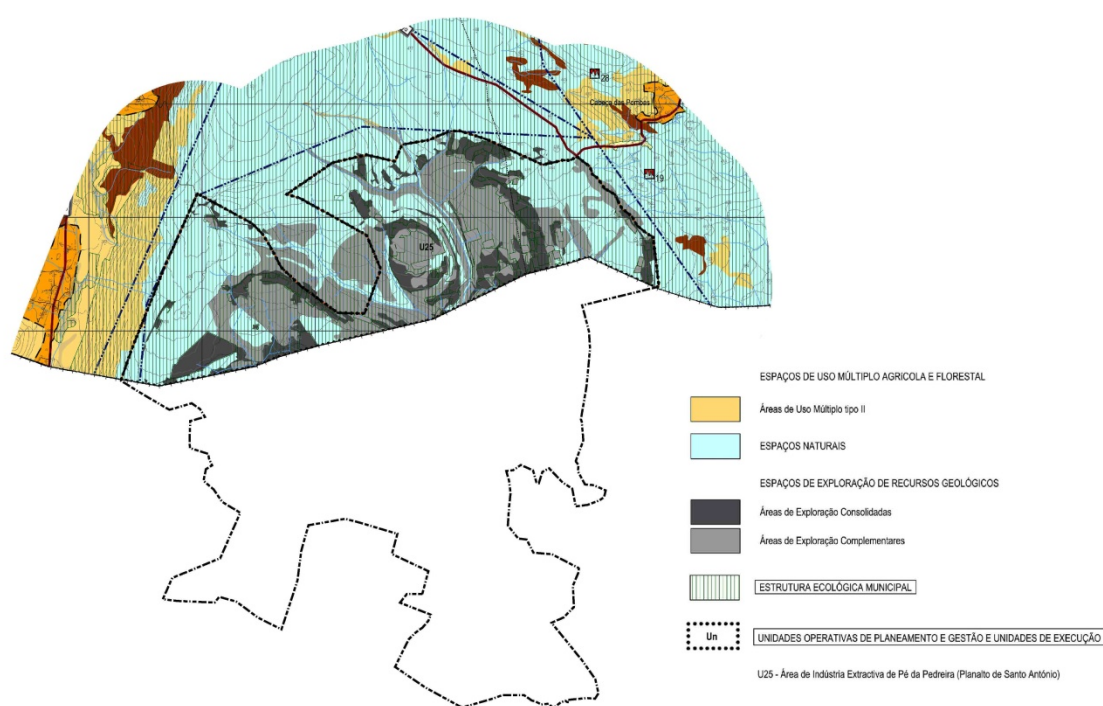 28
Cabeça das Pombas
19
U25
ESPAÇOS DE USO MÚLTIPLO AGRICOLA E FLORESTAL
Áreas de Uso Múltiplo tipo II
ESPAÇOS NATURAIS
ESPAÇOS DE EXPLORAÇÃO DE RECURSOS GEOLÓGICOS
Áreas de Exploração Consolidadas
Áreas de Exploração Complementares
ESTRUTURA ECOLÓGICA MUNICIPAL
Un
UNIDADES OPERATIVAS DE PLANEAMENTO E GESTÃO E UNIDADES DE EXECUÇÃO
U25 - Área de Indústria Extractiva de Pé da Pedreira (Planalto de Santo António)